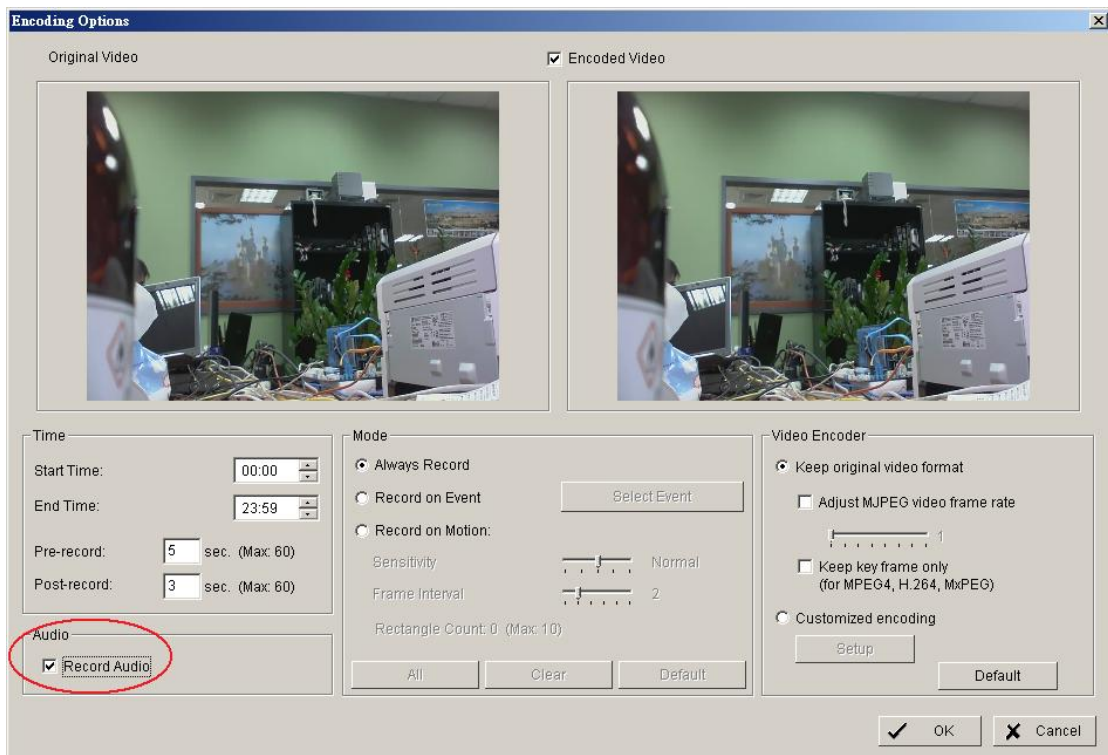 Encoding Options
Original Video
Encoded Video
Time
Start Time: 00:00
End Time: 23:59
Pre-record: 5 sec. (Max: 60)
Post-record: 3 sec. (Max: 60)
Audio
Record Audio
Mode
Always Record
Record on Event Select Event
Record on Motion:
Sensitivity Normal
Frame Interval 2
Rectangle Count: 0 (Max: 10)
All Clear Default
Video Encoder
Keep original video format
Adjust MJPEG video frame rate
1
Keep key frame only
(for MPEG4, H.264, MxPEG)
Customized encoding
Setup
Default
OK Cancel